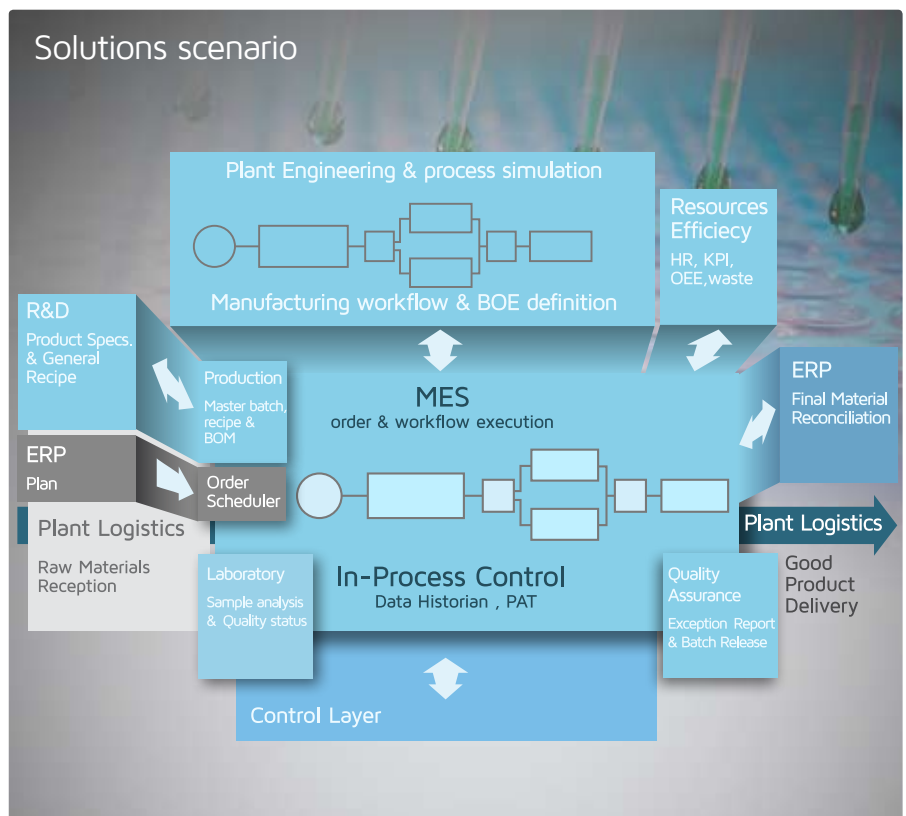 Solutions scenario
Plant Engineering & process simulation
Manufacturing workflow & BOE definition
Resources
Efficiecy
HR, KPI,
OEE,waste
R&D
Product Specs.
& General
Recipe
Production
Master batch,
recipe &
BOM
MES
order & workflow execution
ERP
Final Material
Reconciliation
ERP
Plan
Order
Scheduler
Plant Logistics
Raw Materials
Reception
Plant Logistics
Good
Product
Delivery
Laboratory
Sample analysis
& Quality status
In-Process Control
Data Historian , PAT
Quality
Assurance
Exception Report
& Batch Release
Control Layer